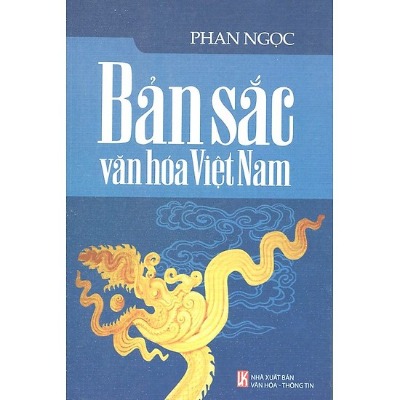 PHAN NGỌC
Bản sắc
văn hóa Việt Nam
NHÀ XUẤT BẢN
VĂN HÓA - THÔNG TIN